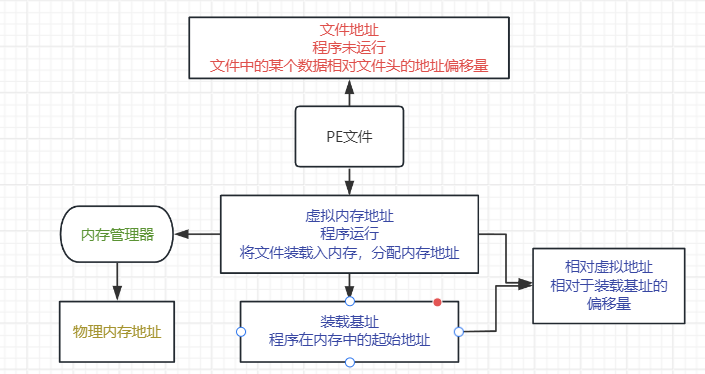 文件地址
程序未运行
文件中的某个数据相对文件头的地址偏移量
PE文件
虚拟内存地址
程序运行
将文件装载入内存，分配内存地址
内存管理器
相对虚拟地址
相对于装载基址的
偏移量
物理内存地址
装载基址
程序在内存中的起始地址